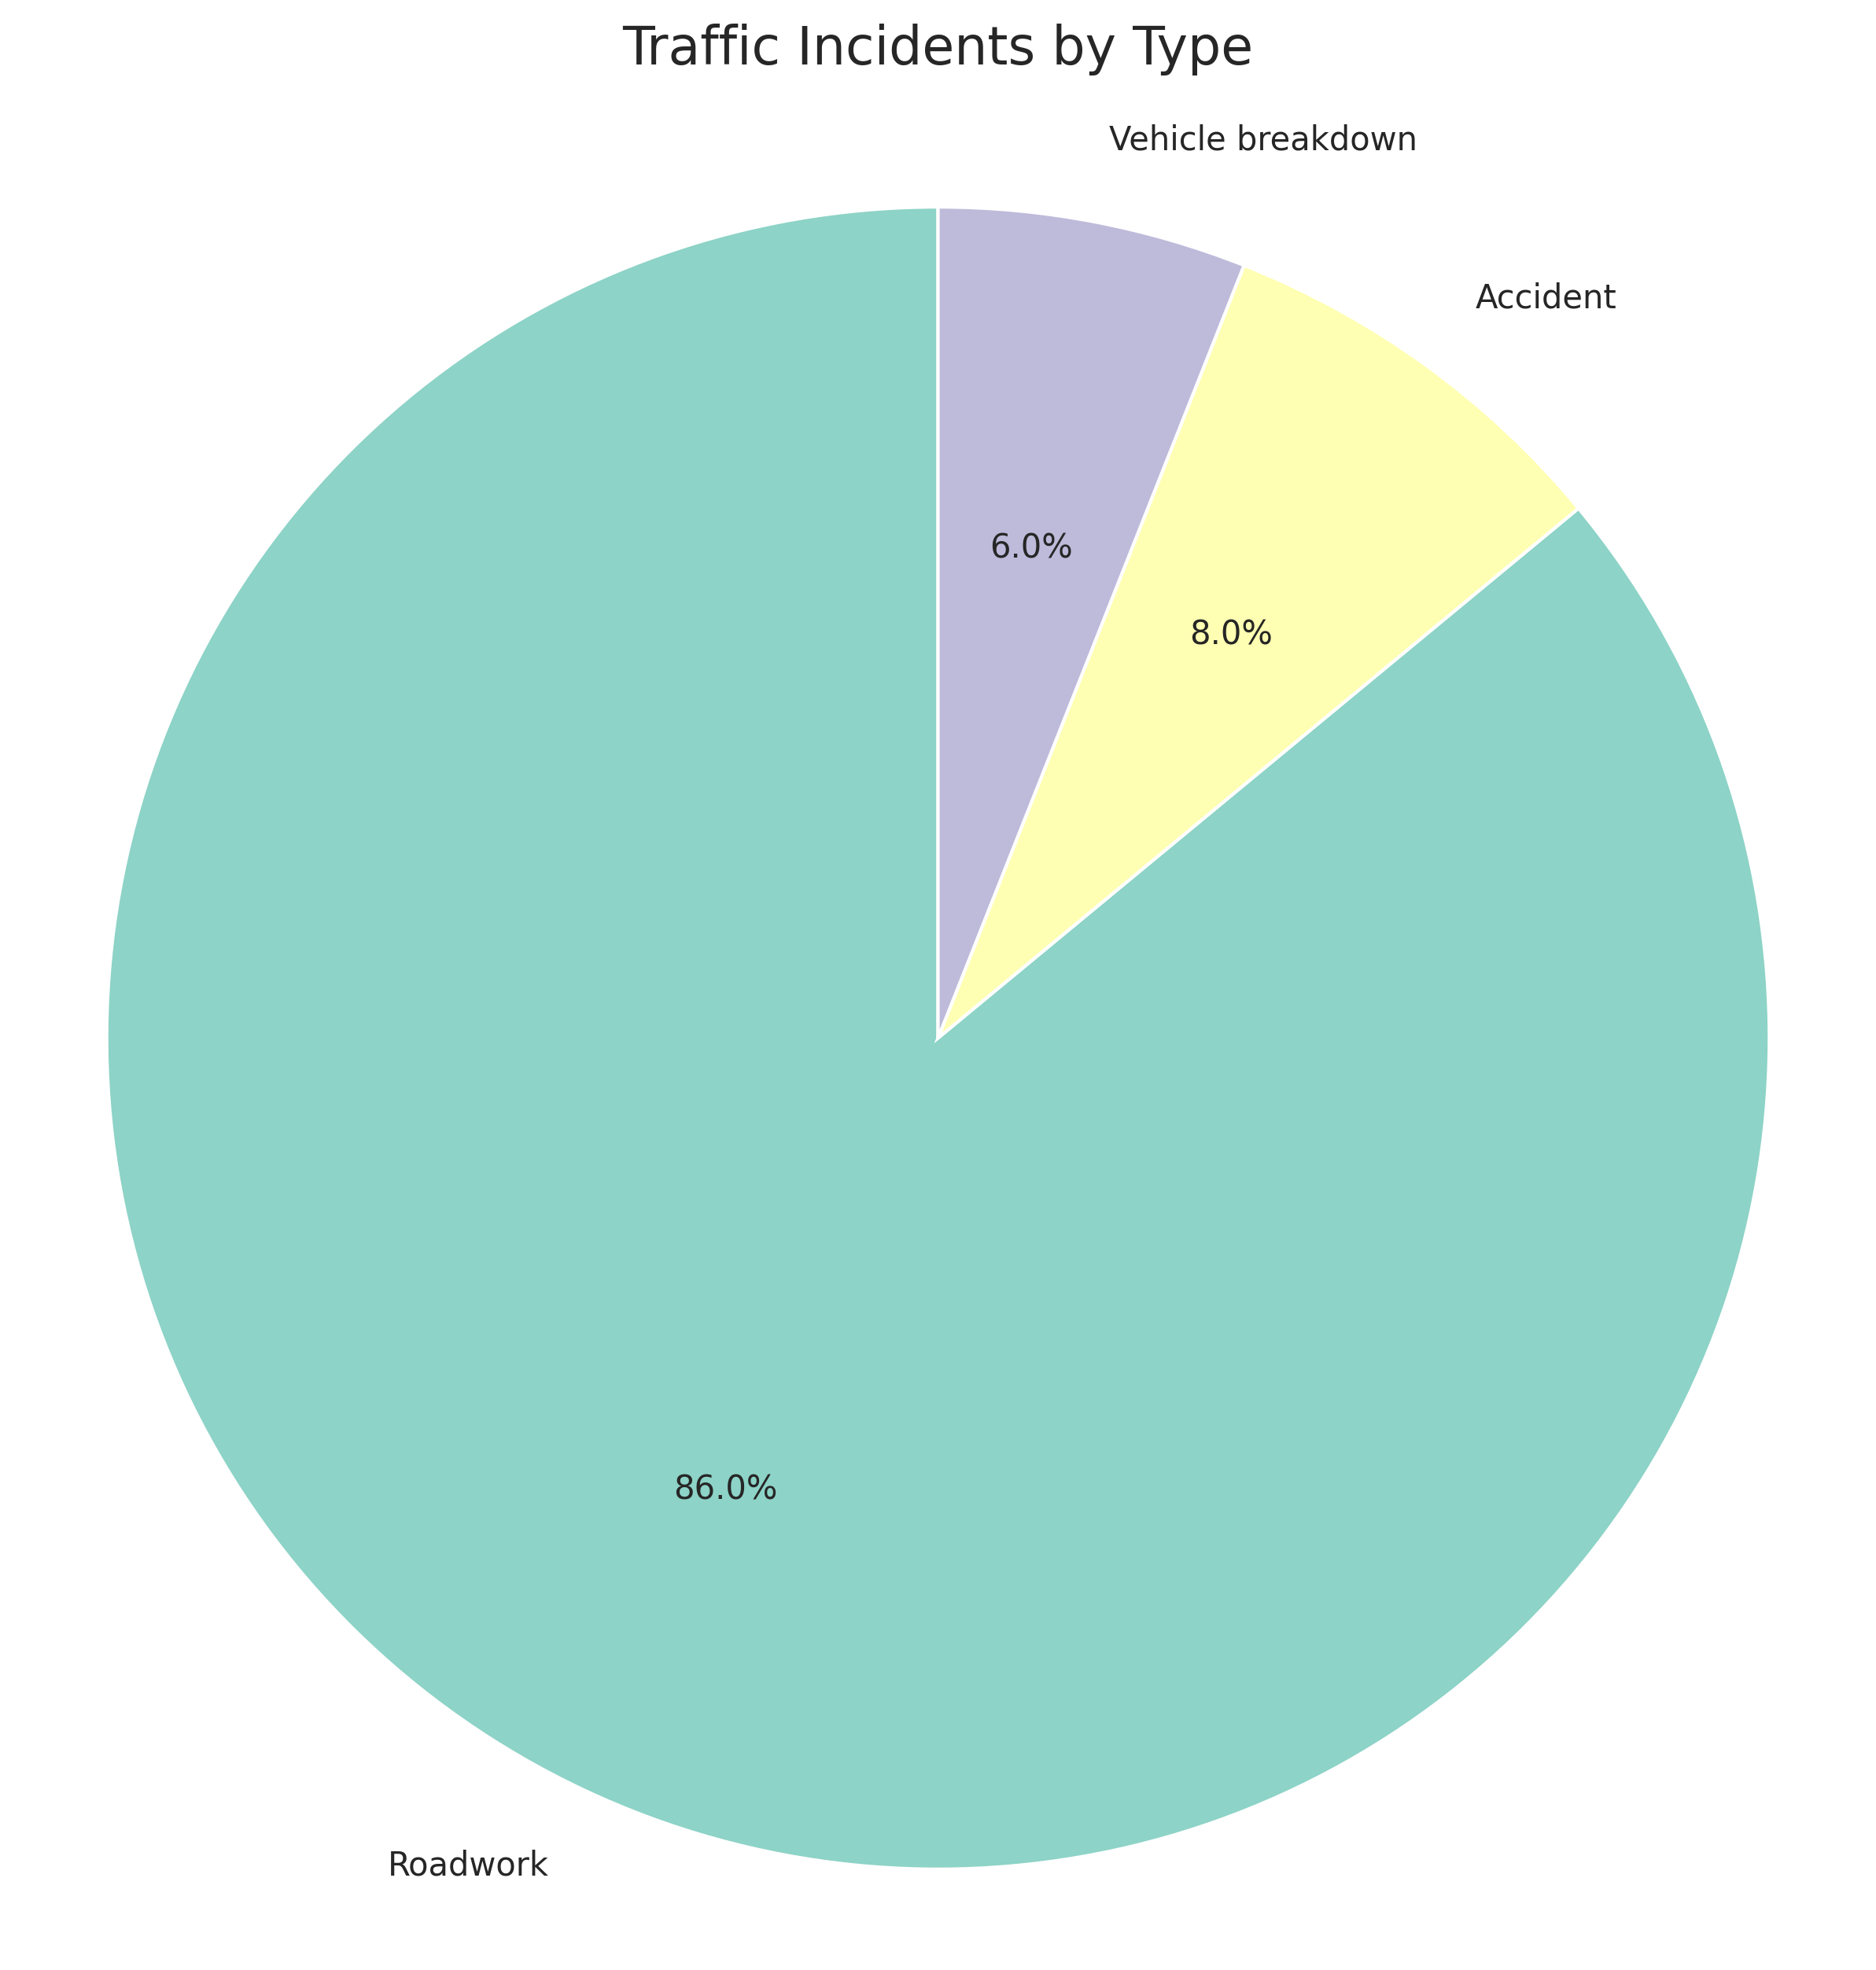 Traffic Incidents by Type
Vehicle breakdown
Accident
6.0%
8.0%
86.0%
Roadwork